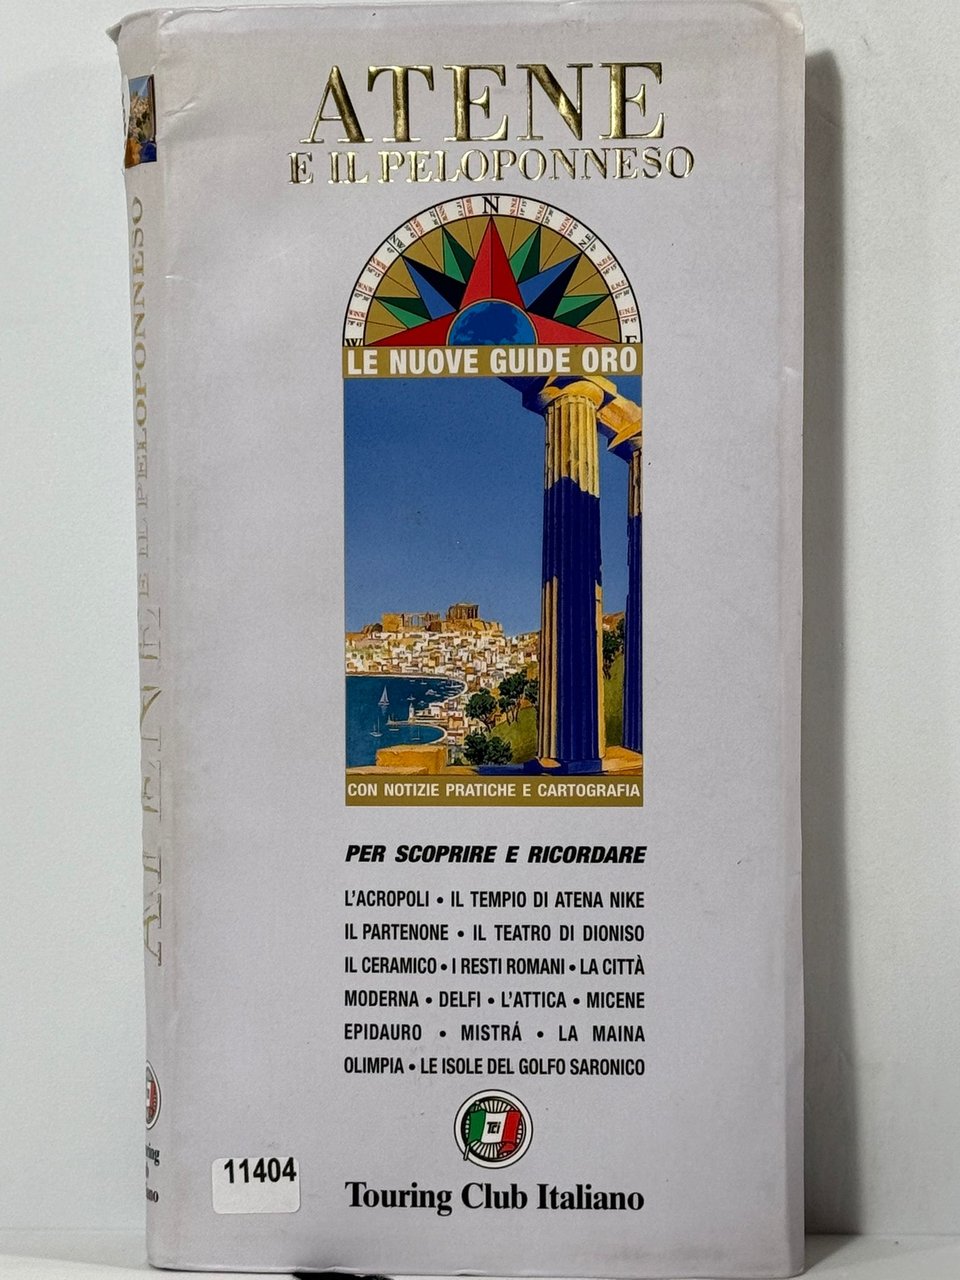 ATENE
E IL PELOPONNESO
N
W
E
LE NUOVE GUIDE ORO
CON NOTIZIE PRATICHE E CARTOGRAFIA
PER SCOPRIRE E RICORDARE
L'ACROPOLI • IL TEMPIO DI ATENA NIKE
IL PARTENONE • IL TEATRO DI DIONISO
IL CERAMICO • I RESTI ROMANI • LA CITTÀ
MODERNA • DELFI • L'ATTICA • MICENE
EPIDAURO • MISTRÁ • LA MAINA
OLIMPIA • LE ISOLE DEL GOLFO SARONICO
TCi
Touring Club Italiano
11404
ATENE E IL PELOPONNESO